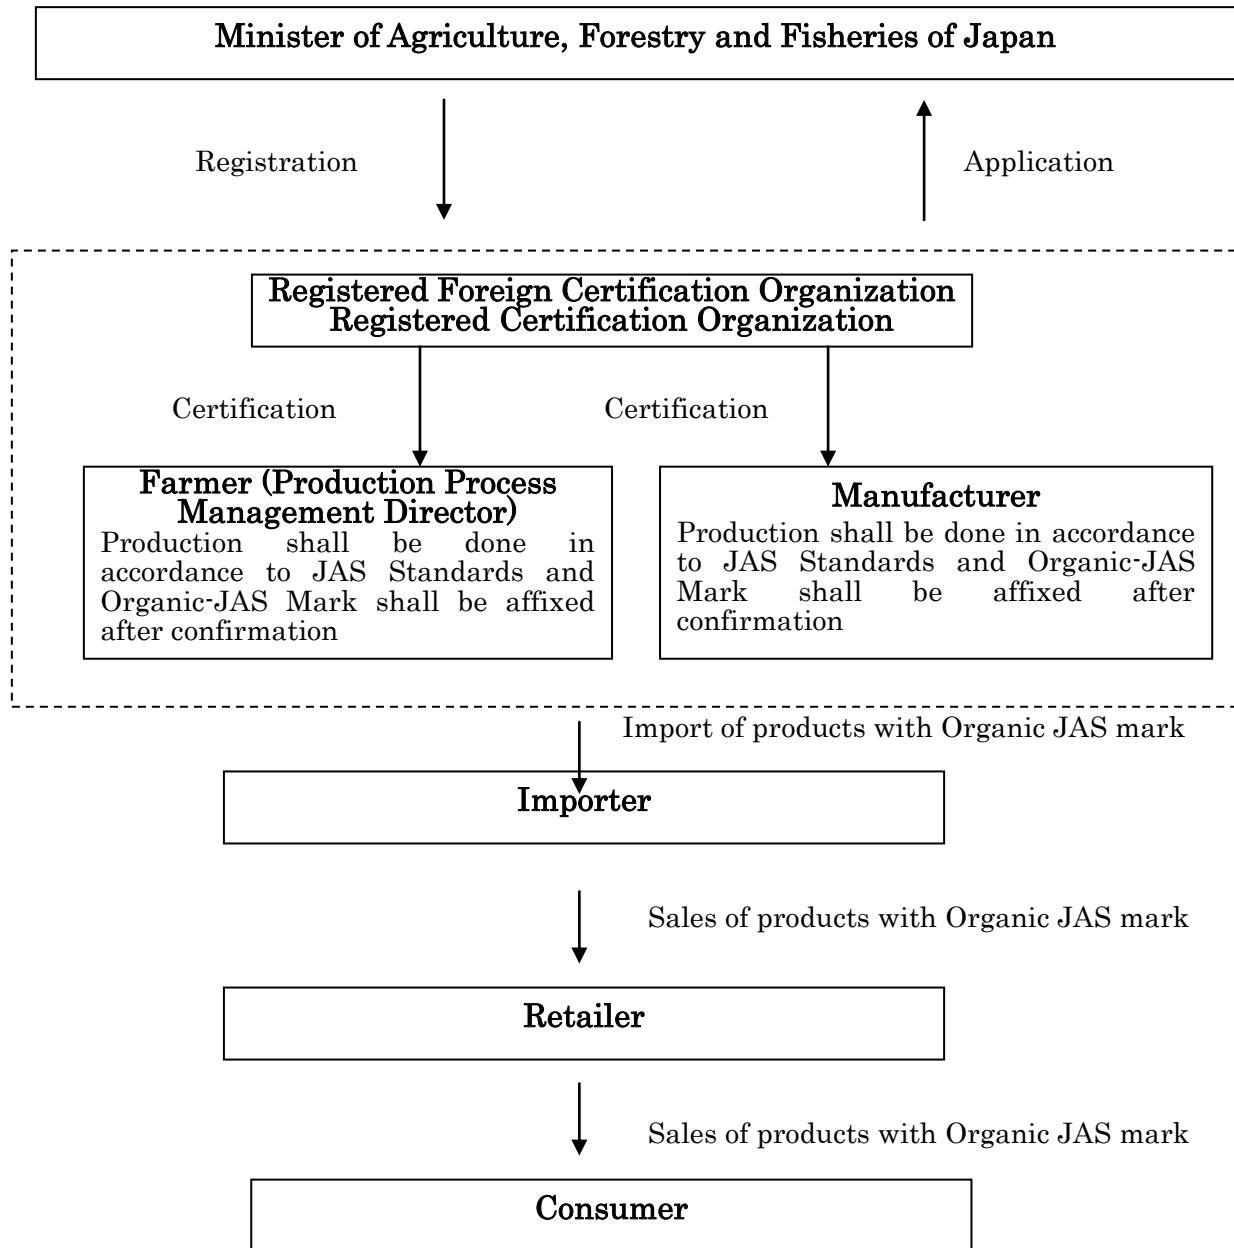 Minister of Agriculture, Forestry and Fisheries of Japan
Registration
Application
Registered Foreign Certification Organization
Registered Certification Organization
Certification
Certification
Farmer (Production Process
Management Director)
Production shall be done in
accordance to JAS Standards and
Organic-JAS Mark shall be affixed
after confirmation
Manufacturer
Production shall be done in accordance
to JAS Standards and Organic-JAS
Mark shall be affixed after
confirmation
Import of products with Organic JAS mark
Importer
Sales of products with Organic JAS mark
Retailer
Sales of products with Organic JAS mark
Consumer